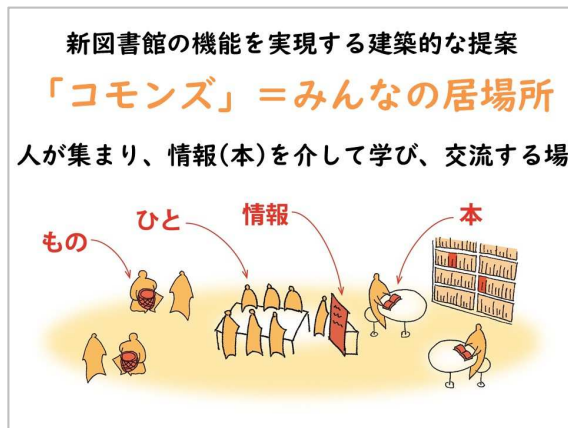 新図書館の機能を実現する建築的な提案
「コモンズ」＝みんなの居場所
人が集まり、情報(本)を介して学び、交流する場
もの
ひと
情報
本